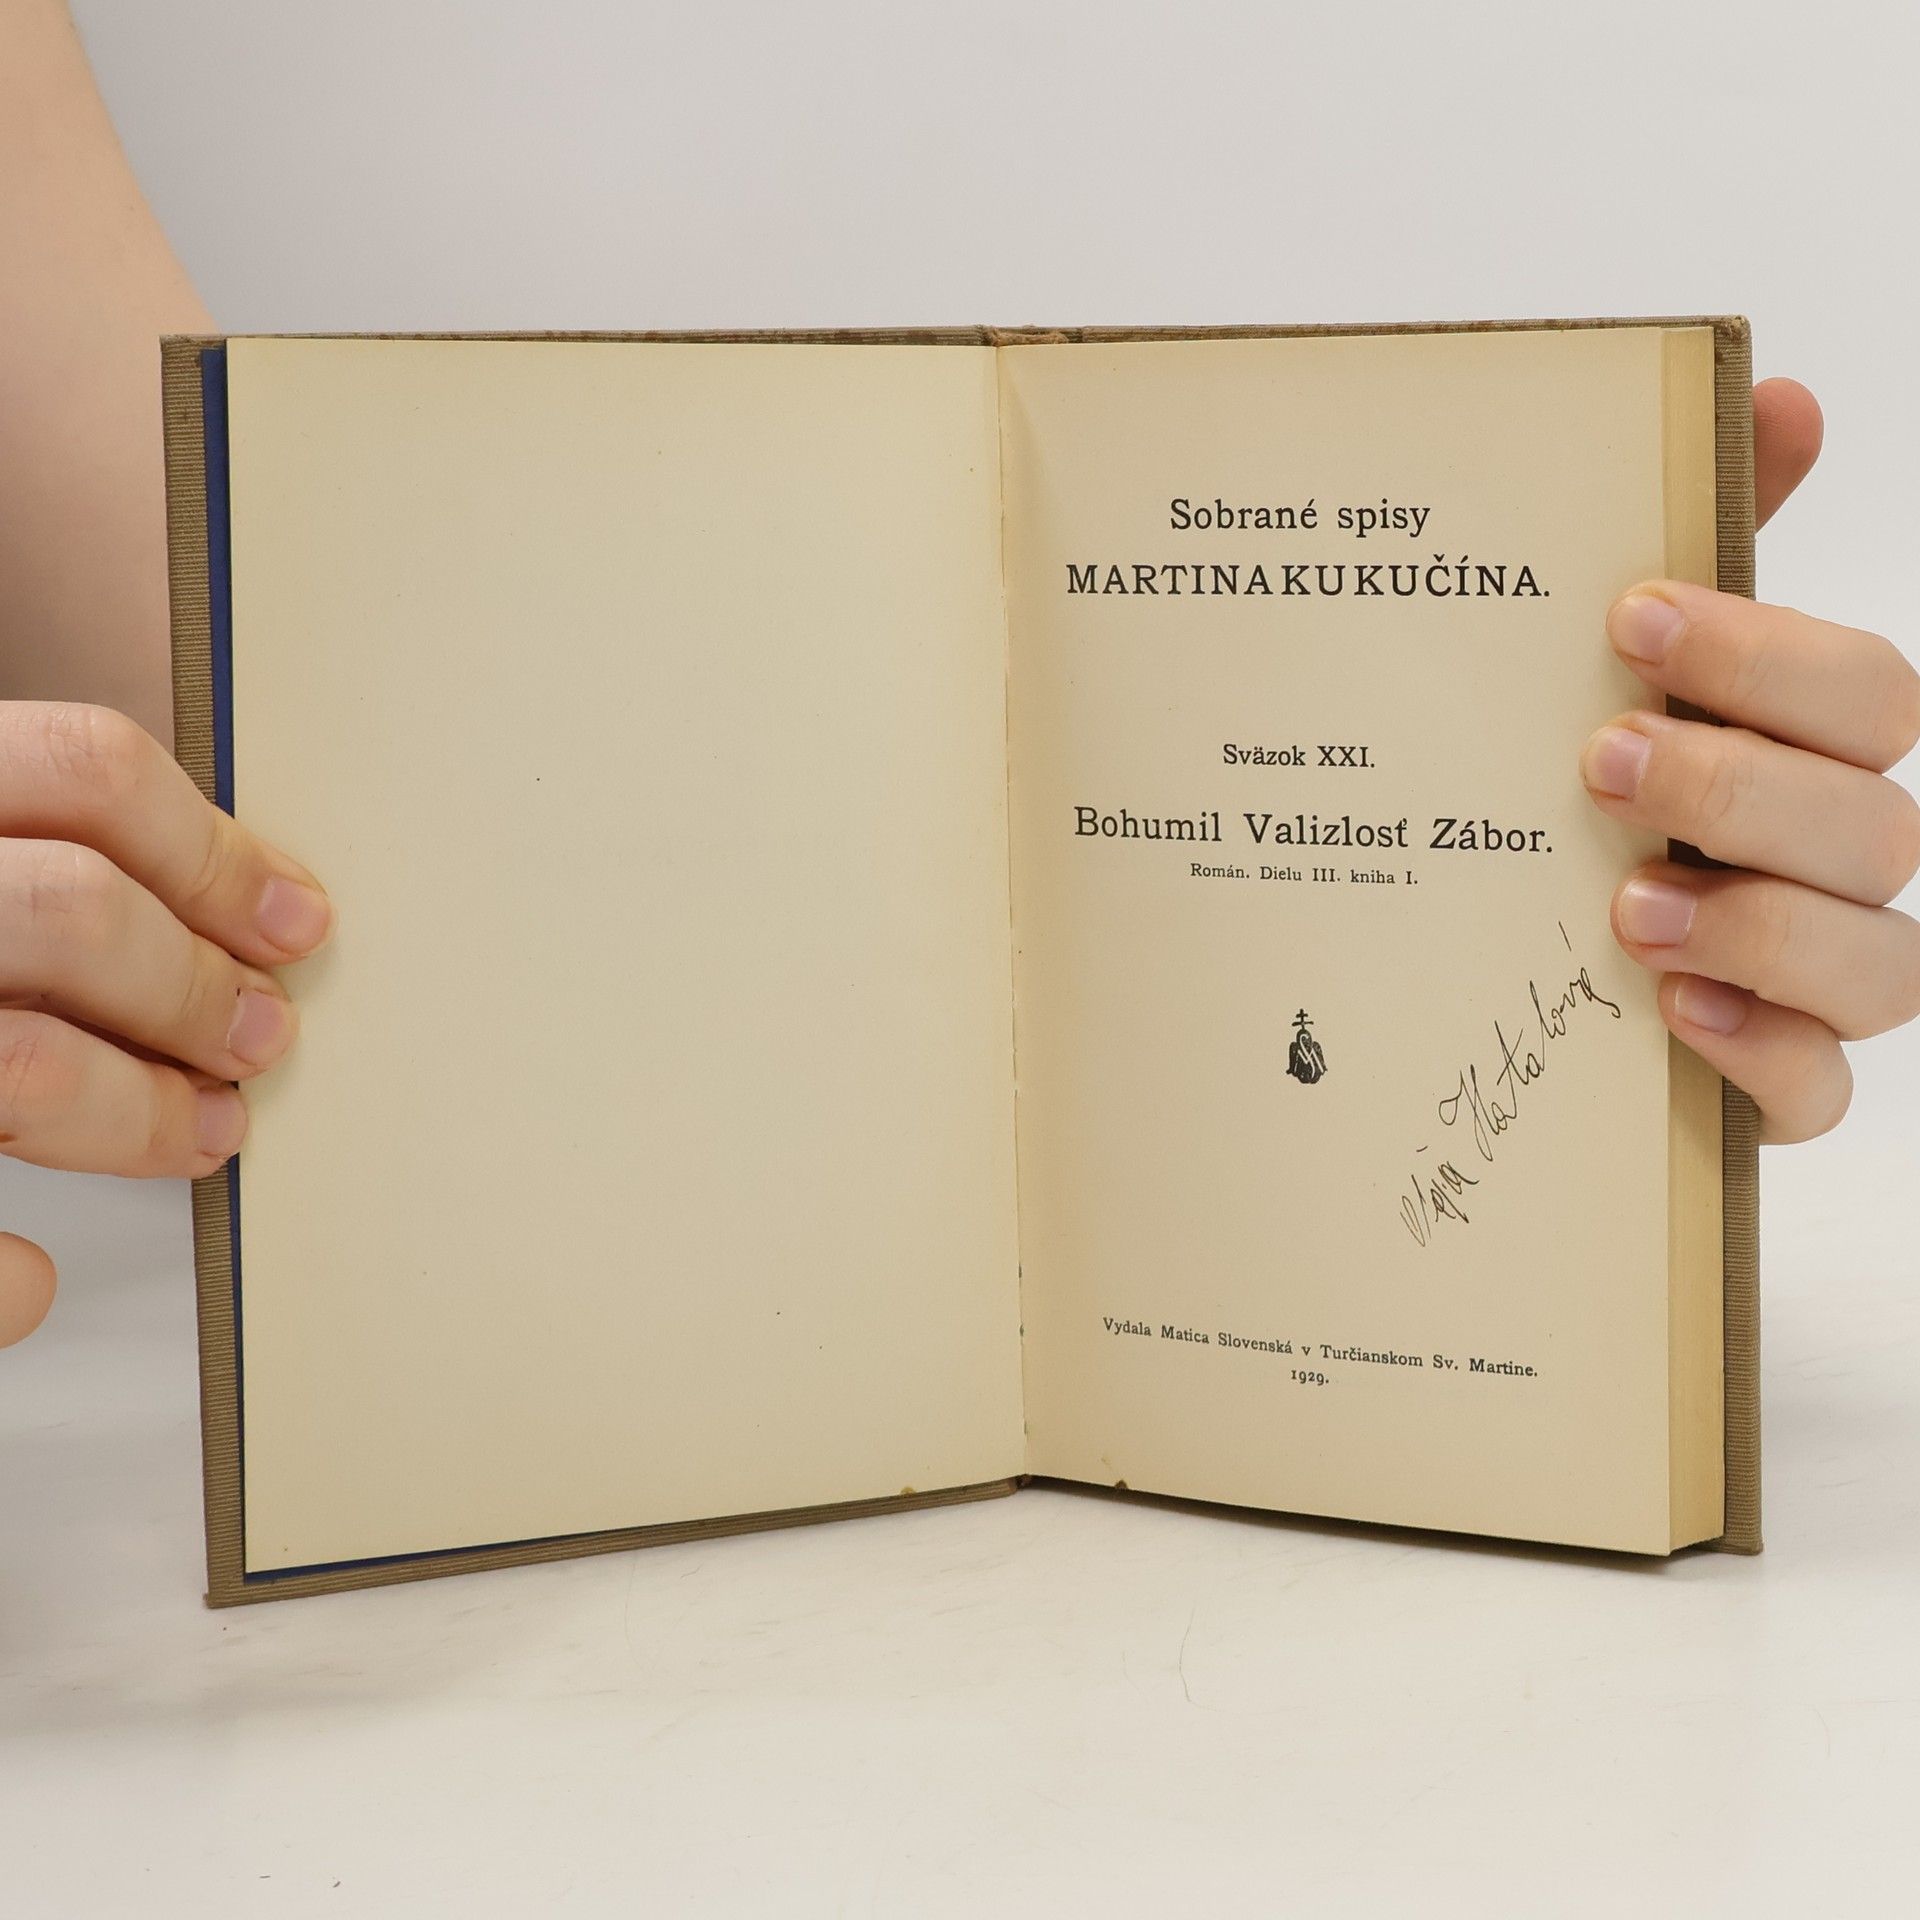 Sobrané spisy
MARTINA KUKUČÍNA.
Sväzok XXI.
Bohumil Valizlosť Zábor.
Román. Dielu III. kniha I.
Vydala Matica Slovenská v Turčianskom Sv. Martine.
1929.